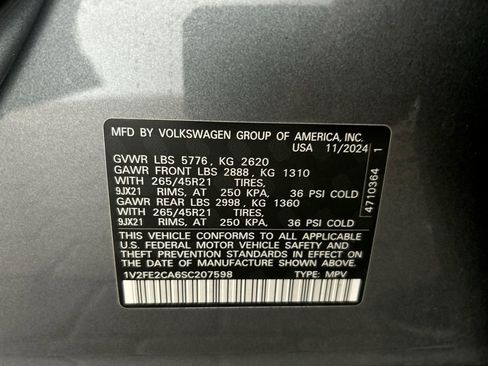 MFD BY VOLKSWAGEN GROUP OF AMERICA, INC.
USA 11/2024
GVWR LBS 5776, KG 2620
GAWR FRONT LBS 2888, KG 1310
WITH 265/45R21 TIRES,
9JX21 RIMS, AT 250 KPA, 36 PSI COLD
GAWR REAR LBS 2998, KG 1360
WITH 265/45R21 TIRES,
9JX21 RIMS, AT 250 KPA, 36 PSI COLD
THIS VEHICLE CONFORMS TO ALL APPLICABLE
FEDERAL MOTOR VEHICLE SAFETY AND
THEFT PREVENTION STANDARDS IN EFFECT
ON THE DATE OF MANUFACTURE SHOWN ABOVE.
1V2FE2CA6SC207598 TYPE: MPV
4710364 1